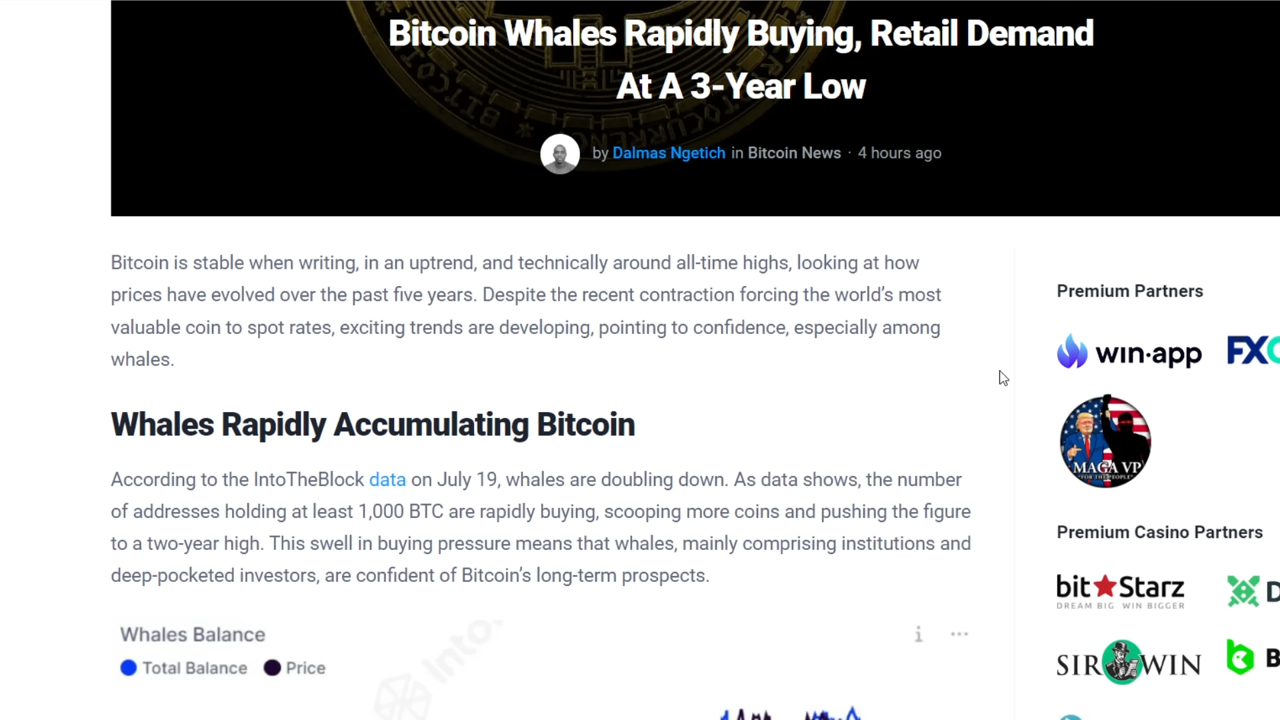 Bitcoin Whales Rapidly Buying, Retail Demand
At A 3-Year Low
by Dalmas Ngetich in Bitcoin News · 4 hours ago
Bitcoin is stable when writing, in an uptrend, and technically around all-time highs, looking at how
prices have evolved over the past five years. Despite the recent contraction forcing the world’s most
valuable coin to spot rates, exciting trends are developing, pointing to confidence, especially among
whales.
Whales Rapidly Accumulating Bitcoin
According to the IntoTheBlock data on July 19, whales are doubling down. As data shows, the number
of addresses holding at least 1,000 BTC are rapidly buying, scooping more coins and pushing the figure
to a two-year high. This swell in buying pressure means that whales, mainly comprising institutions and
deep-pocketed investors, are confident of Bitcoin’s long-term prospects.
Whales Balance
Total Balance Price
Premium Partners
win·app FX
MAGA VP
"FOR THE PEOPLE"
Premium Casino Partners
bit Starz
DREAM BIG WIN BIGGER
SIR WIN